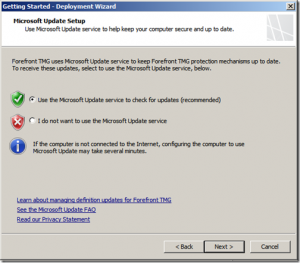 Getting Started - Deployment Wizard
Microsoft Update Setup
Use Microsoft Update service to help keep your computer secure and up to date.
Forefront TMG uses Microsoft Update service to keep Forefront TMG protection mechanisms up to date.
To receive these updates, select to use the Microsoft Update service, below.
Use the Microsoft Update service to check for updates (recommended)
I do not want to use the Microsoft Update service
If the computer is not connected to the Internet, configuring the computer to use
Microsoft Update may take several minutes.
Learn about managing definition updates for Forefront TMG
See the Microsoft Update FAQ
Read our Privacy Statement
< Back
Next >
Cancel